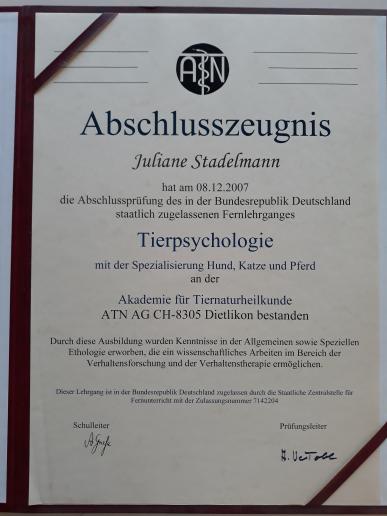 ATN
Abschlusszeugnis
Juliane Stadelmann
hat am 08.12.2007
die Abschlussprüfung des in der Bundesrepublik Deutschland
staatlich zugelassenen Fernlehrganges
Tierpsychologie
mit der Spezialisierung Hund, Katze und Pferd
an der
Akademie für Tiernaturheilkunde
ATN AG CH-8305 Dietlikon bestanden
Durch diese Ausbildung wurden Kenntnisse in der Allgemeinen sowie Speziellen
Ethologie erworben, die ein wissenschaftliches Arbeiten im Bereich der
Verhaltensforschung und der Verhaltenstherapie ermöglichen.
Dieser Lehrgang ist in der Bundesrepublik Deutschland zugelassen durch die Staatliche Zentralstelle für
Fernunterricht mit der Zulassungsnummer 7142204
Schulleiter Prüfungsleiter